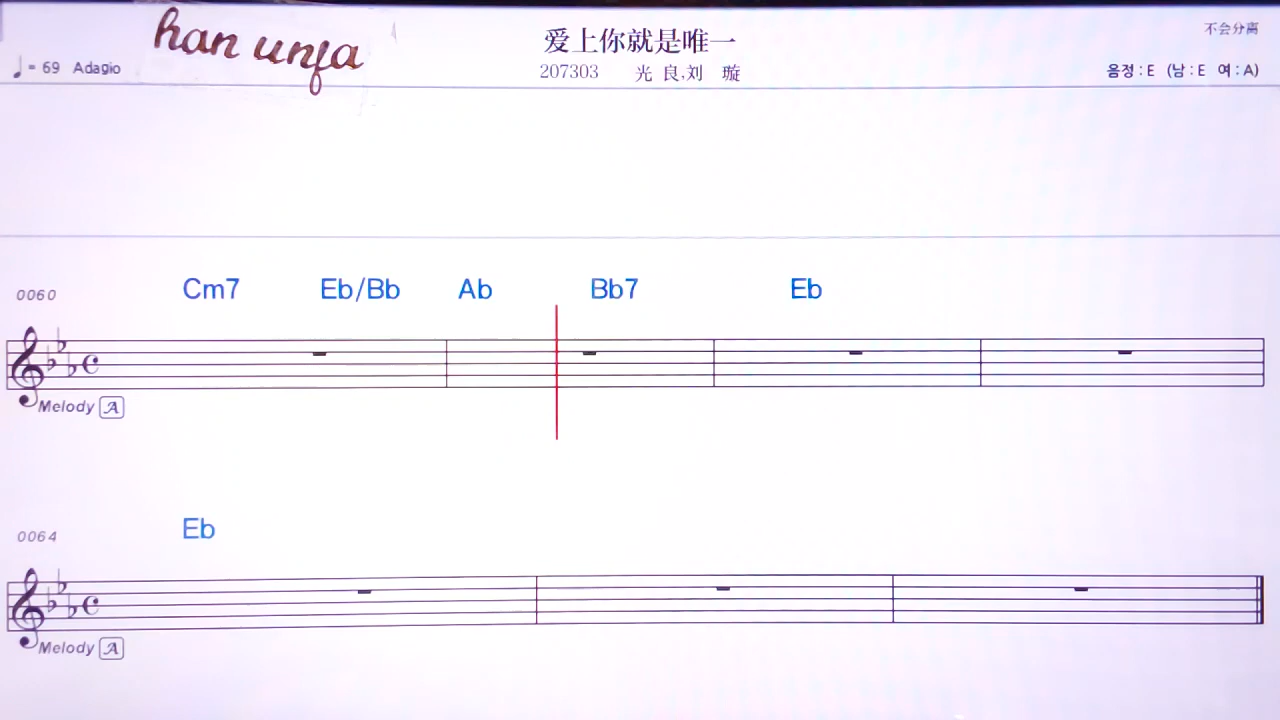 han unfa
爱上你就是唯一
不会分离
♩= 69 Adagio
207303 光 良,刘 璇
음정 : E (남 : E 여 : A)
Cm7 Eb/Bb Ab Bb7 Eb
0060
Melody A
Eb
0064
Melody A